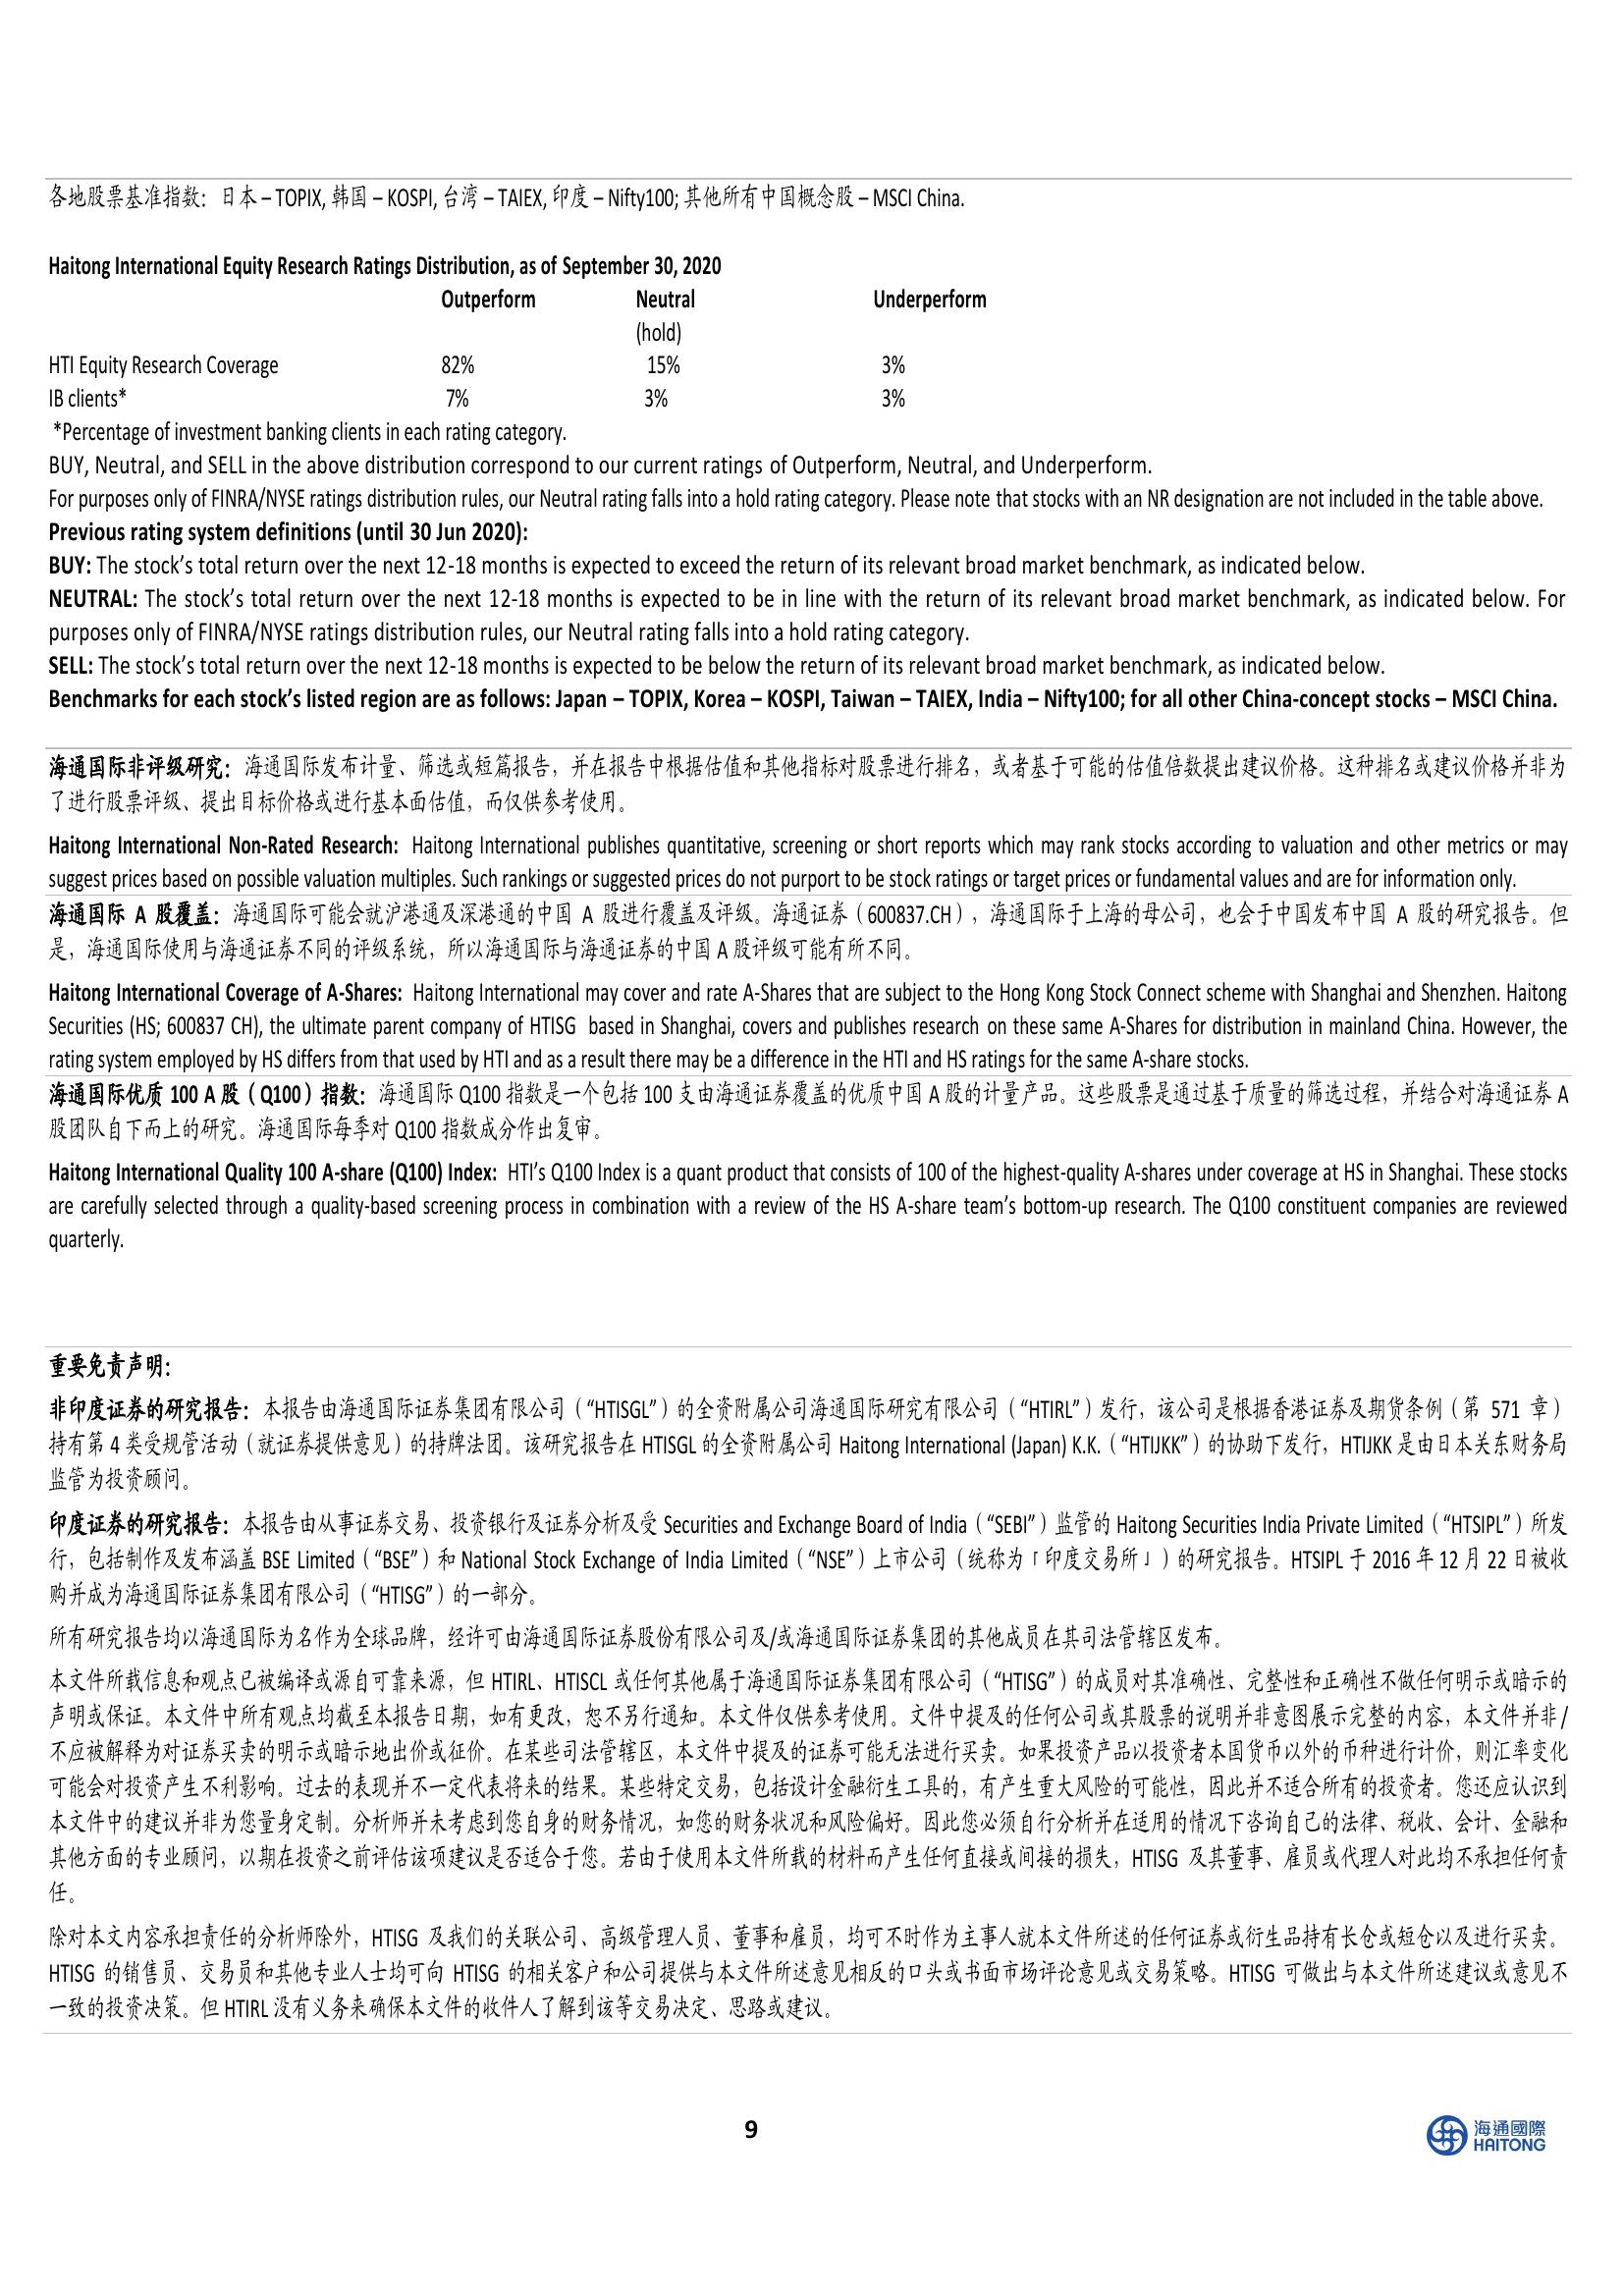 各地股票基准指数：日本 – TOPIX, 韩国 – KOSPI, 台湾 – TAIEX, 印度 – Nifty100; 其他所有中国概念股 – MSCI China.
Haitong International Equity Research Ratings Distribution, as of September 30, 2020
Outperform Neutral Underperform
(hold)
HTI Equity Research Coverage 82% 15% 3%
IB clients* 7% 3% 3%
*Percentage of investment banking clients in each rating category.
BUY, Neutral, and SELL in the above distribution correspond to our current ratings of Outperform, Neutral, and Underperform.
For purposes only of FINRA/NYSE ratings distribution rules, our Neutral rating falls into a hold rating category. Please note that stocks with an NR designation are not included in the table above.
Previous rating system definitions (until 30 Jun 2020):
BUY: The stock’s total return over the next 12-18 months is expected to exceed the return of its relevant broad market benchmark, as indicated below.
NEUTRAL: The stock’s total return over the next 12-18 months is expected to be in line with the return of its relevant broad market benchmark, as indicated below. For
purposes only of FINRA/NYSE ratings distribution rules, our Neutral rating falls into a hold rating category.
SELL: The stock’s total return over the next 12-18 months is expected to be below the return of its relevant broad market benchmark, as indicated below.
Benchmarks for each stock’s listed region are as follows: Japan – TOPIX, Korea – KOSPI, Taiwan – TAIEX, India – Nifty100; for all other China-concept stocks – MSCI China.
海通国际非评级研究：海通国际发布计量、筛选或短篇报告，并在报告中根据估值和其他指标对股票进行排名，或者基于可能的估值倍数提出建议价格。这种排名或建议价格并非为
了进行股票评级、提出目标价格或进行基本面估值，而仅供参考使用。
Haitong International Non-Rated Research: Haitong International publishes quantitative, screening or short reports which may rank stocks according to valuation and other metrics or may
suggest prices based on possible valuation multiples. Such rankings or suggested prices do not purport to be stock ratings or target prices or fundamental values and are for information only.
海通国际 A 股覆盖：海通国际可能会就沪港通及深港通的中国 A 股进行覆盖及评级。海通证券（600837.CH），海通国际于上海的母公司，也会于中国发布中国 A 股的研究报告。但
是，海通国际使用与海通证券不同的评级系统，所以海通国际与海通证券的中国 A 股评级可能有所不同。
Haitong International Coverage of A-Shares: Haitong International may cover and rate A-Shares that are subject to the Hong Kong Stock Connect scheme with Shanghai and Shenzhen. Haitong
Securities (HS; 600837 CH), the ultimate parent company of HTISG based in Shanghai, covers and publishes research on these same A-Shares for distribution in mainland China. However, the
rating system employed by HS differs from that used by HTI and as a result there may be a difference in the HTI and HS ratings for the same A-share stocks.
海通国际优质 100 A 股（Q100）指数：海通国际 Q100 指数是一个包括 100 支由海通证券覆盖的优质中国 A 股的计量产品。这些股票是通过基于质量的筛选过程，并结合对海通证券 A
股团队自下而上的研究。海通国际每季对 Q100 指数成分作出复审。
Haitong International Quality 100 A-share (Q100) Index: HTI’s Q100 Index is a quant product that consists of 100 of the highest-quality A-shares under coverage at HS in Shanghai. These stocks
are carefully selected through a quality-based screening process in combination with a review of the HS A-share team’s bottom-up research. The Q100 constituent companies are reviewed
quarterly.
重要免责声明：
非印度证券的研究报告：本报告由海通国际证券集团有限公司（“HTISGL”）的全资附属公司海通国际研究有限公司（“HTIRL”）发行，该公司是根据香港证券及期货条例（第 571 章）
持有第 4 类受规管活动（就证券提供意见）的持牌法团。该研究报告在 HTISGL 的全资附属公司 Haitong International (Japan) K.K.（“HTIJKK”）的协助下发行，HTIJKK 是由日本关东财务局
监管为投资顾问。
印度证券的研究报告：本报告由从事证券交易、投资银行及证券分析及受 Securities and Exchange Board of India（“SEBI”）监管的 Haitong Securities India Private Limited（“HTSIPL”）所发
行，包括制作及发布涵盖 BSE Limited（“BSE”）和 National Stock Exchange of India Limited（“NSE”）上市公司（统称为「印度交易所」）的研究报告。HTSIPL 于 2016 年 12 月 22 日被收
购并成为海通国际证券集团有限公司（“HTISG”）的一部分。
所有研究报告均以海通国际为名作为全球品牌，经许可由海通国际证券股份有限公司及/或海通国际证券集团的其他成员在其司法管辖区发布。
本文件所载信息和观点已被编译或源自可靠来源，但 HTIRL、HTISCL 或任何其他属于海通国际证券集团有限公司（“HTISG”）的成员对其准确性、完整性和正确性不做任何明示或暗示的
声明或保证。本文件中所有观点均截至本报告日期，如有更改，恕不另行通知。本文件仅供参考使用。文件中提及的任何公司或其股票的说明并非意图展示完整的内容，本文件并非/
不应被解释为对证券买卖的明示或暗示地出价或征价。在某些司法管辖区，本文件中提及的证券可能无法进行买卖。如果投资产品以投资者本国货币以外的币种进行计价，则汇率变化
可能会对投资产生不利影响。过去的表现并不一定代表将来的结果。某些特定交易，包括设计金融衍生工具的，有产生重大风险的可能性，因此并不适合所有的投资者。您还应认识到
本文件中的建议并非为您量身定制。分析师并未考虑到您自身的财务情况，如您的财务状况和风险偏好。因此您必须自行分析并在适用的情况下咨询自己的法律、税收、会计、金融和
其他方面的专业顾问，以期在投资之前评估该项建议是否适合于您。若由于使用本文件所载的材料而产生任何直接或间接的损失，HTISG 及其董事、雇员或代理人对此均不承担任何责
任。
除对本文内容承担责任的分析师除外，HTISG 及我们的关联公司、高级管理人员、董事和雇员，均可不时作为主事人就本文件所述的任何证券或衍生品持有长仓或短仓以及进行买卖。
HTISG 的销售员、交易员和其他专业人士均可向 HTISG 的相关客户和公司提供与本文件所述意见相反的口头或书面市场评论意见或交易策略。HTISG 可做出与本文件所述建议或意见不
一致的投资决策。但 HTIRL 没有义务来确保本文件的收件人了解到该等交易决定、思路或建议。
9
海通國際
HAITONG